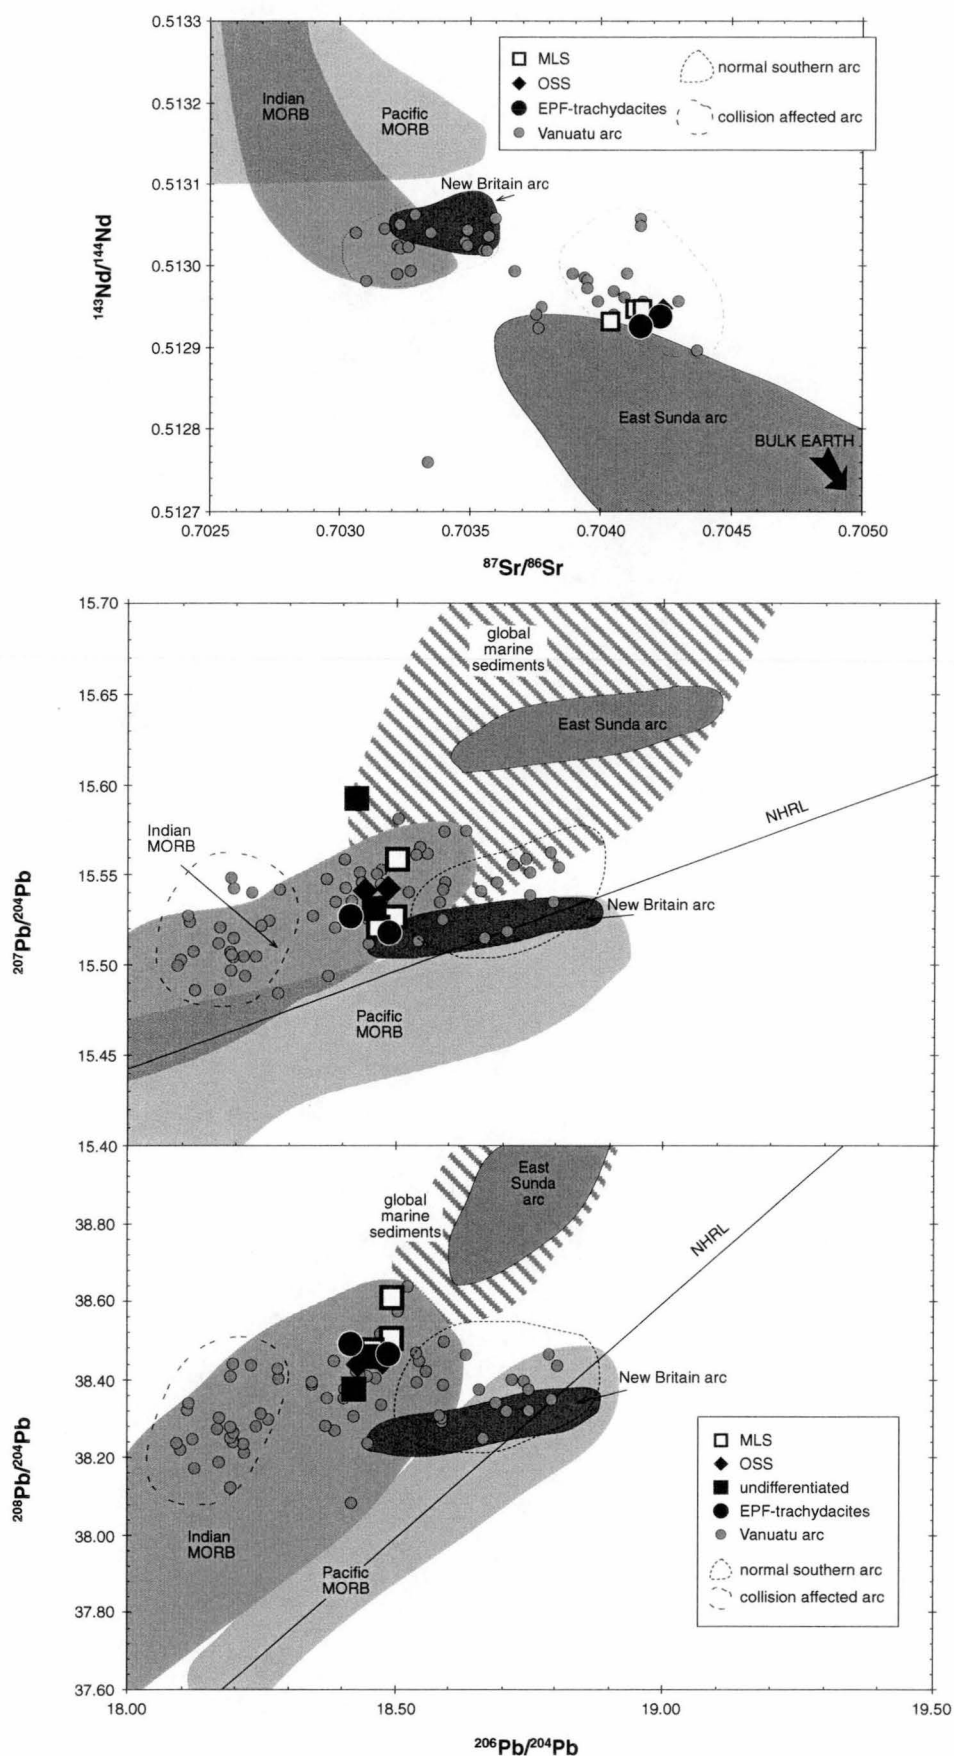 0.5133
0.5132
0.5131
0.5130
0.5129
0.5128
0.5127
¹⁴³Nd/¹⁴⁴Nd
Indian
MORB
Pacific
MORB
New Britain arc
East Sunda arc
BULK EARTH
MLS
OSS
EPF-trachydacites
Vanuatu arc
normal southern arc
collision affected arc
0.7025
0.7030
0.7035
0.7040
0.7045
0.7050
⁸⁷Sr/⁸⁶Sr
15.70
15.65
15.60
15.55
15.50
15.45
15.40
²⁰⁷Pb/²⁰⁴Pb
global
marine
sediments
East Sunda arc
NHRL
Indian
MORB
New Britain arc
Pacific
MORB
38.80
38.60
38.40
38.20
38.00
37.80
37.60
²⁰⁸Pb/²⁰⁴Pb
East
Sunda
arc
global
marine
sediments
NHRL
New Britain arc
Indian
MORB
Pacific
MORB
MLS
OSS
undifferentiated
EPF-trachydacites
Vanuatu arc
normal southern arc
collision affected arc
18.00
18.50
19.00
19.50
²⁰⁶Pb/²⁰⁴Pb